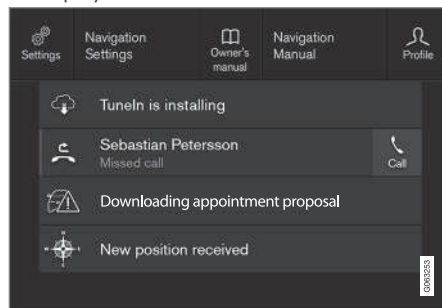 Settings
Navigation
Settings
Owner's
manual
Navigation
Manual
Profile
TuneIn is installing
Sebastian Petersson
Missed call
Call
Downloading appointment proposal
New position received
G063253